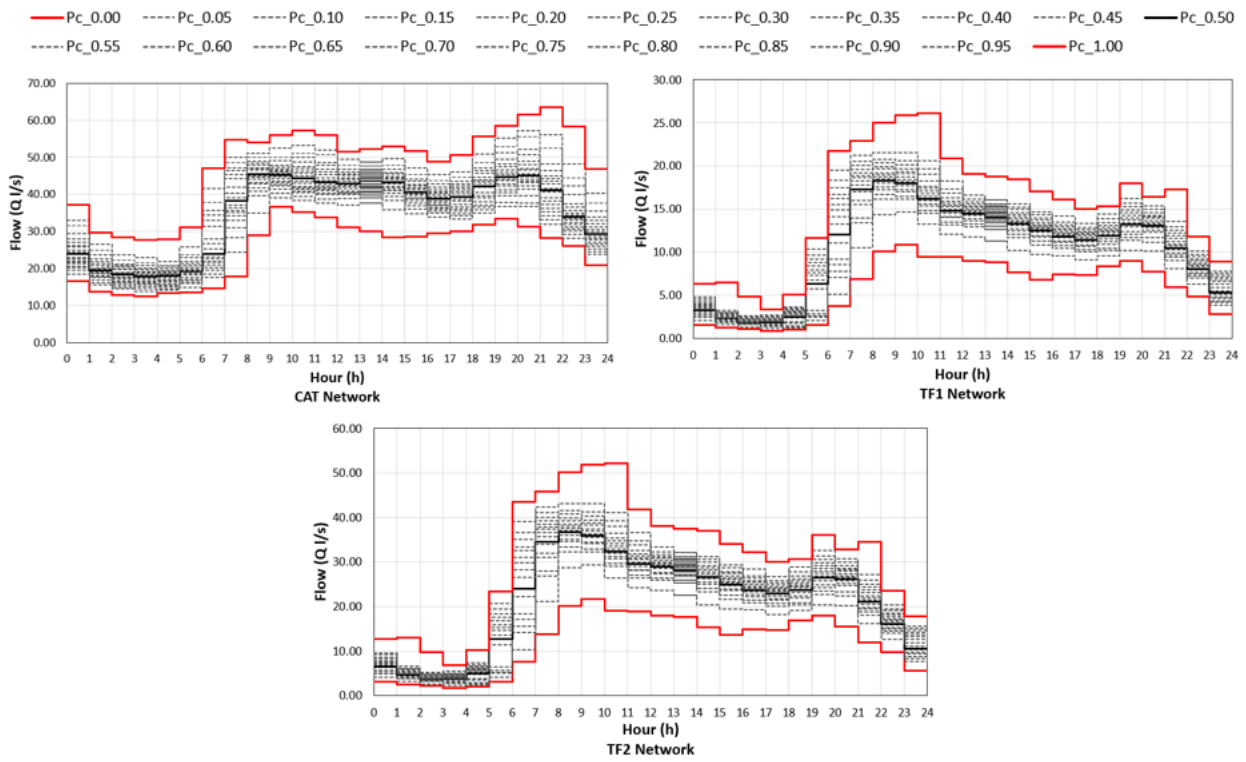 Pc_0.00 Pc_0.05 Pc_0.10 Pc_0.15 Pc_0.20 Pc_0.25 Pc_0.30 Pc_0.35 Pc_0.40 Pc_0.45 Pc_0.50
Pc_0.55 Pc_0.60 Pc_0.65 Pc_0.70 Pc_0.75 Pc_0.80 Pc_0.85 Pc_0.90 Pc_0.95 Pc_1.00
70.00
60.00
50.00
40.00
30.00
20.00
10.00
0.00
Flow (Q l/s)
0 1 2 3 4 5 6 7 8 9 10 11 12 13 14 15 16 17 18 19 20 21 22 23 24
Hour (h)
CAT Network
30.00
25.00
20.00
15.00
10.00
5.00
0.00
Flow (Q l/s)
0 1 2 3 4 5 6 7 8 9 10 11 12 13 14 15 16 17 18 19 20 21 22 23 24
Hour (h)
TF1 Network
60.00
50.00
40.00
30.00
20.00
10.00
0.00
Flow (Q l/s)
0 1 2 3 4 5 6 7 8 9 10 11 12 13 14 15 16 17 18 19 20 21 22 23 24
Hour (h)
TF2 Network